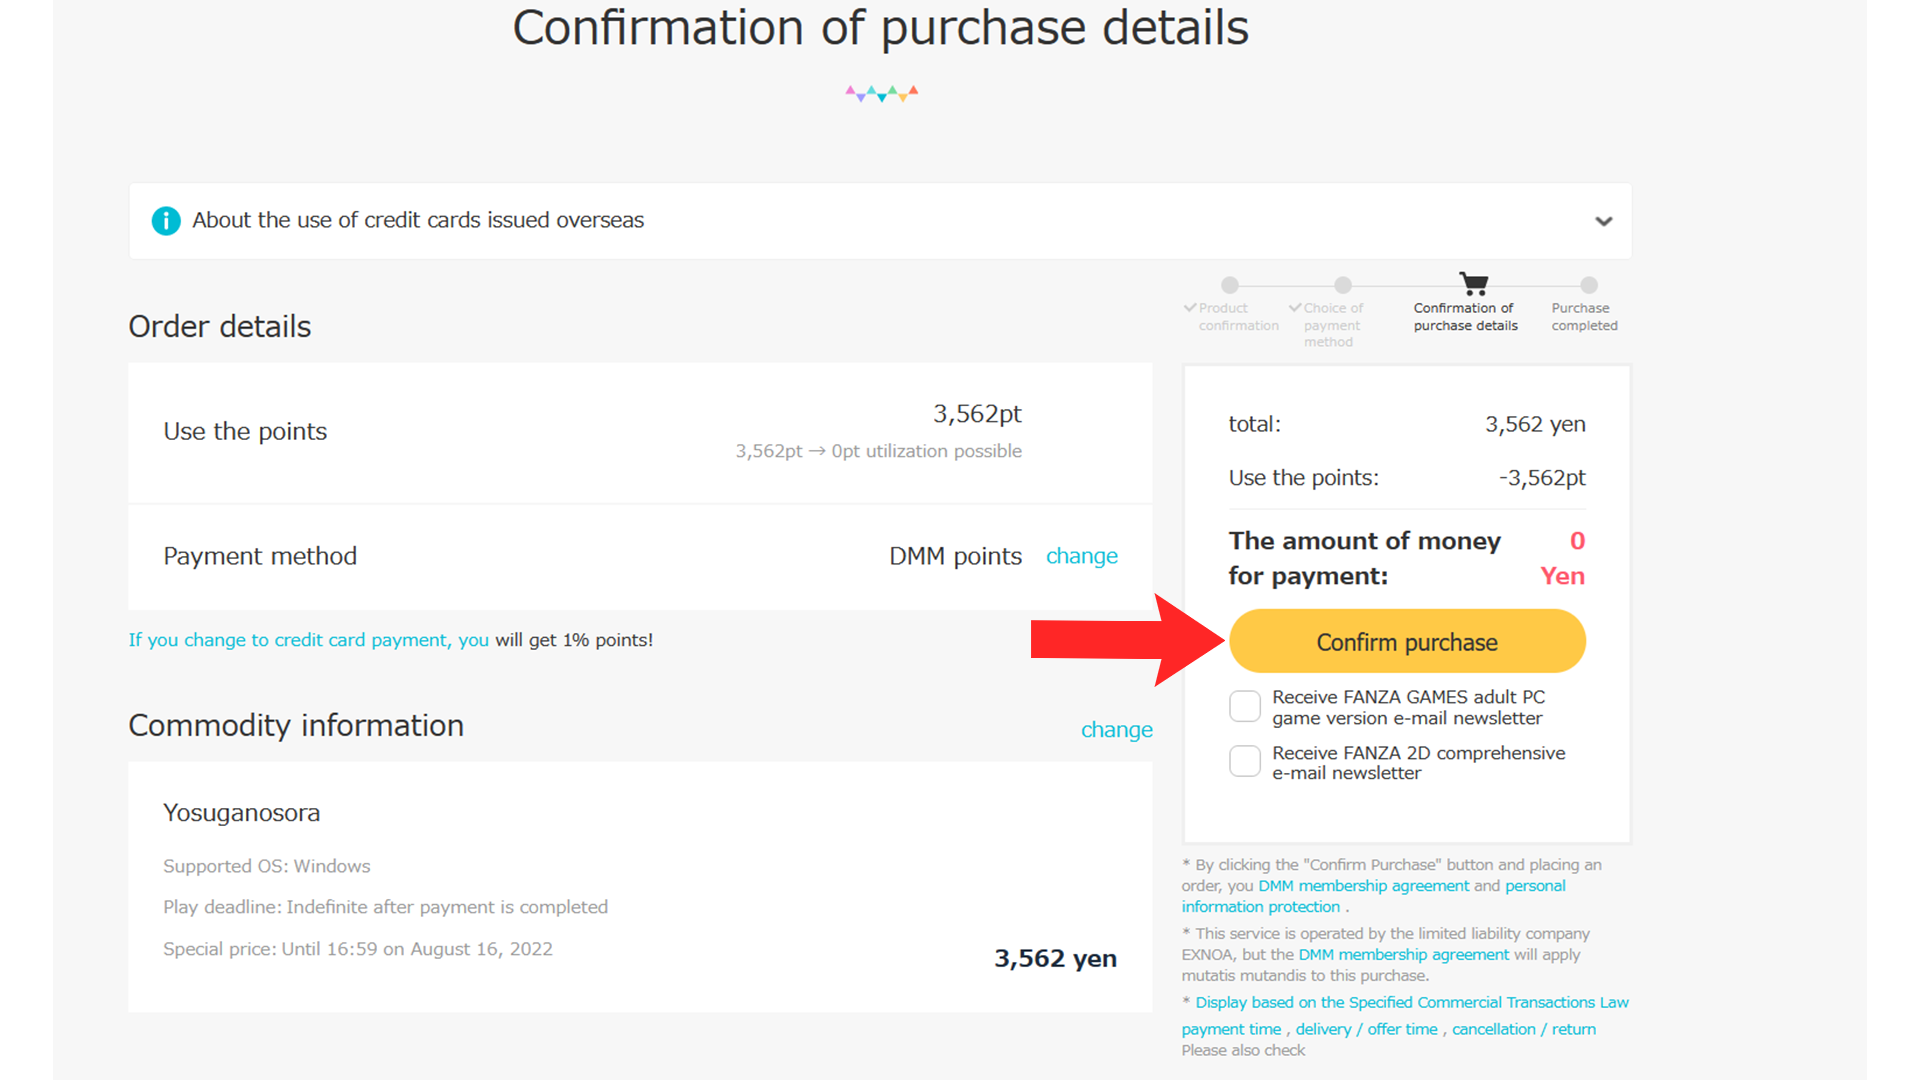 Confirmation of purchase details
About the use of credit cards issued overseas
Product
confirmation
Choice of
payment
method
Confirmation of
purchase details
Purchase
completed
Order details
Use the points
3,562pt
3,562pt → 0pt utilization possible
Payment method
DMM points change
If you change to credit card payment, you will get 1% points!
Commodity information
change
Yosuganosora
Supported OS: Windows
Play deadline: Indefinite after payment is completed
Special price: Until 16:59 on August 16, 2022
3,562 yen
total: 3,562 yen
Use the points: -3,562pt
The amount of money 0
for payment: Yen
Confirm purchase
Receive FANZA GAMES adult PC
game version e-mail newsletter
Receive FANZA 2D comprehensive
e-mail newsletter
* By clicking the "Confirm Purchase" button and placing an
order, you DMM membership agreement and personal
information protection .
* This service is operated by the limited liability company
EXNOA, but the DMM membership agreement will apply
mutatis mutandis to this purchase.
* Display based on the Specified Commercial Transactions Law
payment time , delivery / offer time , cancellation / return
Please also check